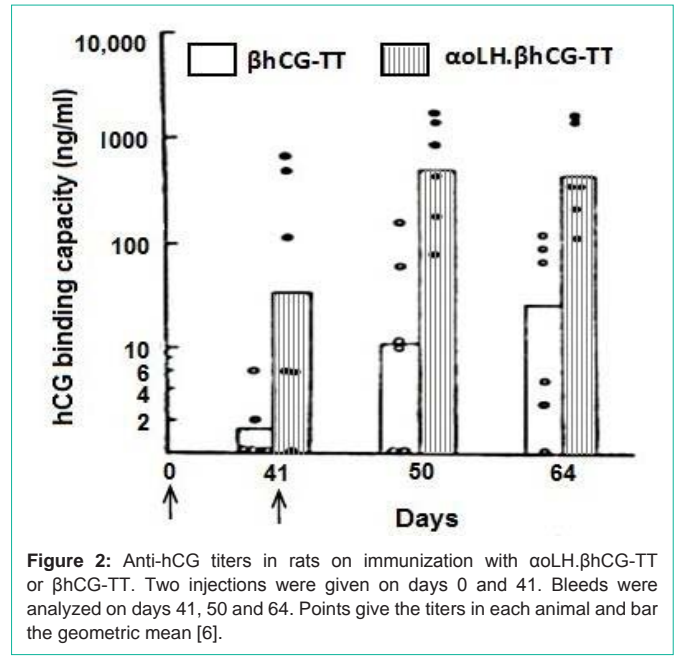 10,000
βhCG-TT
αoLH.βhCG-TT
1000
100
10
6
4
2
hCG binding capacity (ng/ml)
0
41
50
64
Days
Figure 2: Anti-hCG titers in rats on immunization with αoLH.βhCG-TT
or βhCG-TT. Two injections were given on days 0 and 41. Bleeds were
analyzed on days 41, 50 and 64. Points give the titers in each animal and bar
the geometric mean [6].